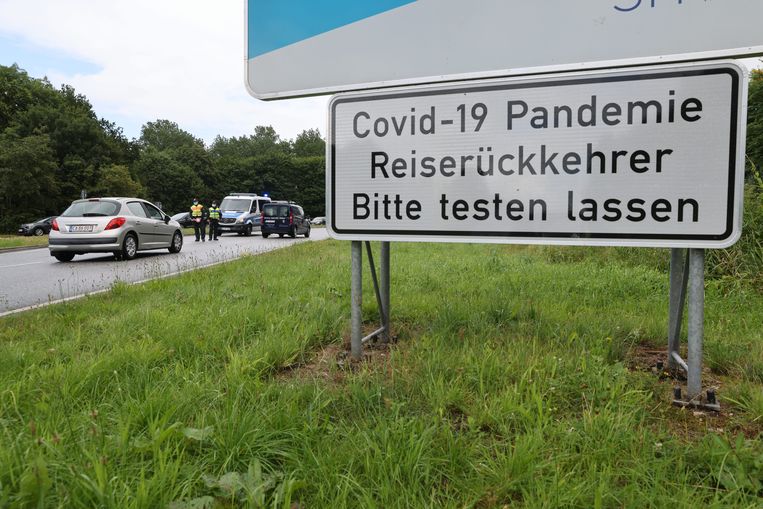 Covid-19 Pandemie
Reiserückkehrer
Bitte testen lassen